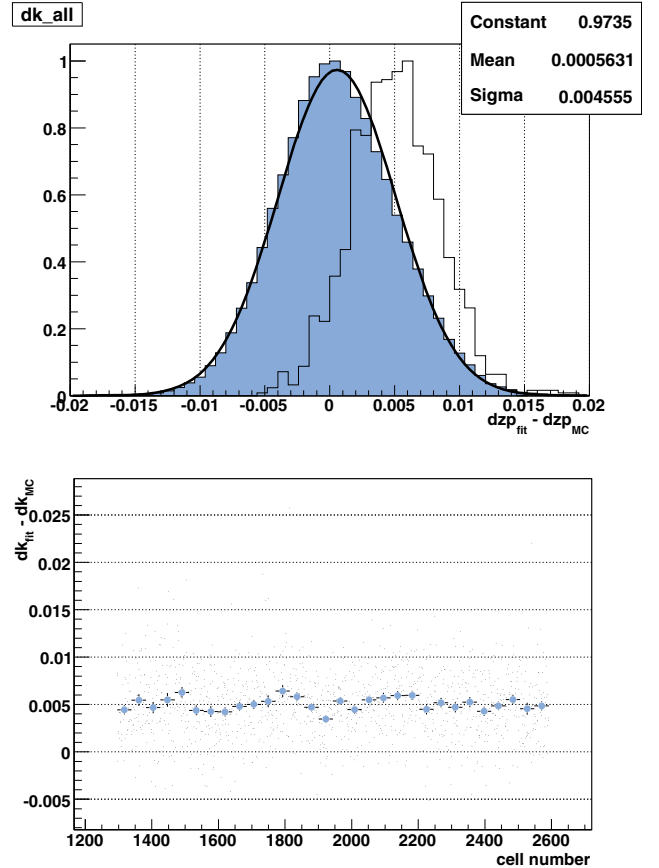 dk_all
Constant 0.9735
Mean 0.0005631
Sigma 0.004555
1
0.8
0.6
0.4
0.2
0
-0.02 -0.015 -0.01 -0.005 0 0.005 0.01 0.015 0.02
dzp_fit - dzp_MC
dk_fit - dk_MC
0.025
0.02
0.015
0.01
0.005
0
-0.005
1200 1400 1600 1800 2000 2200 2400 2600
cell number